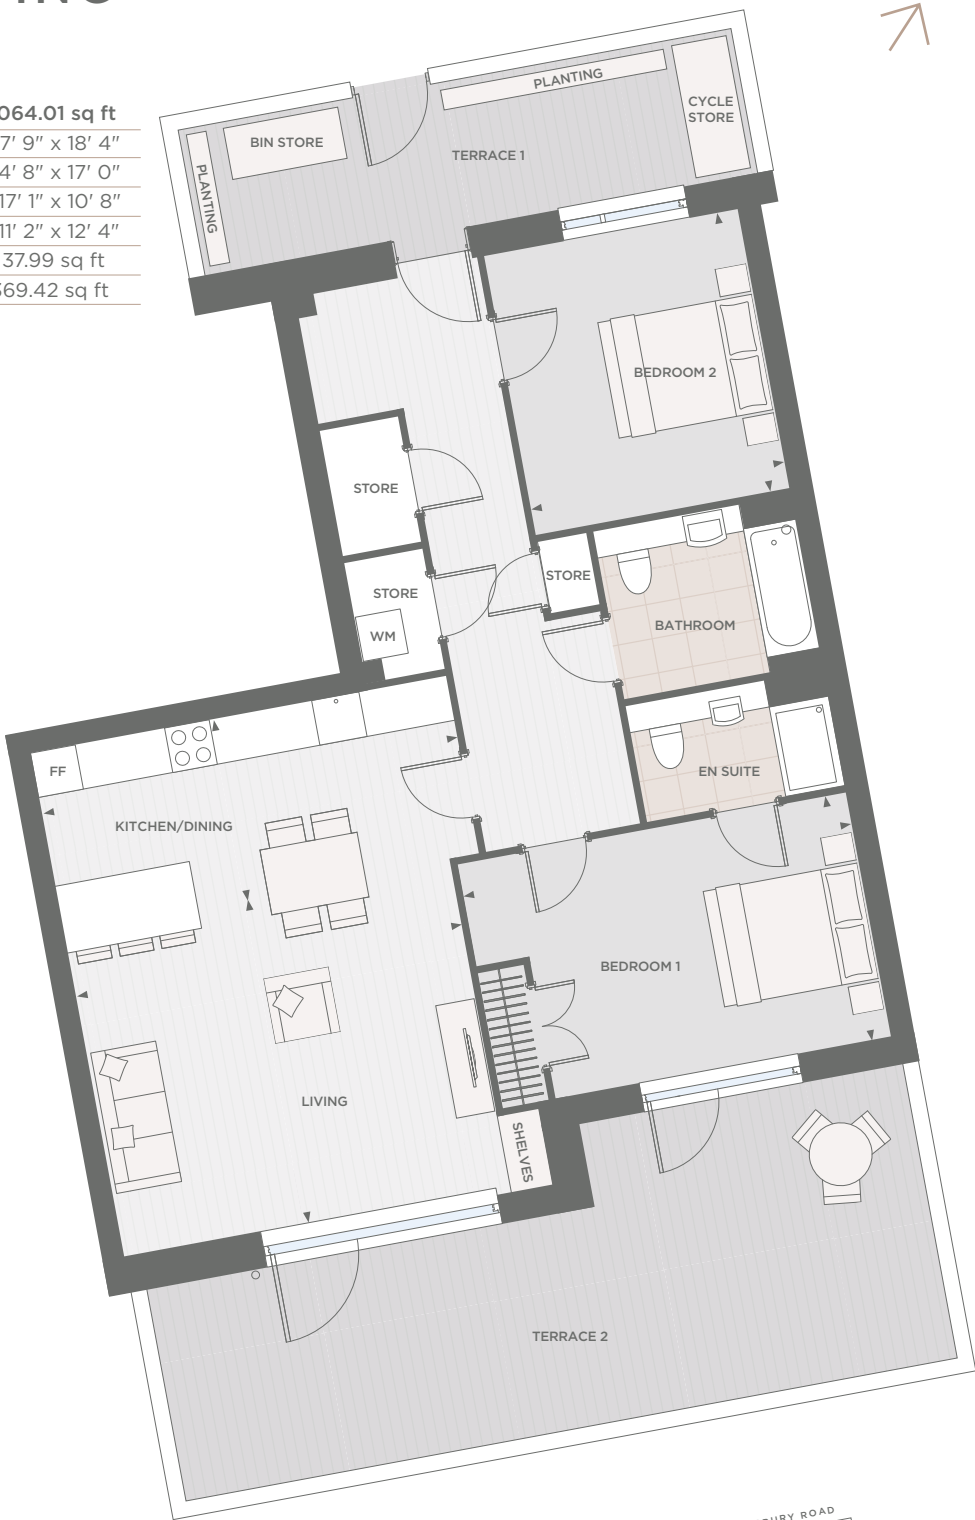 064.01 sq ft
7' 9" x 18' 4"
4' 8" x 17' 0"
17' 1" x 10' 8"
11' 2" x 12' 4"
37.99 sq ft
369.42 sq ft
PLANTING
CYCLE
STORE
BIN STORE
TERRACE 1
PLANTING
BEDROOM 2
STORE
STORE
STORE
WM
BATHROOM
FF
EN SUITE
KITCHEN/DINING
BEDROOM 1
LIVING
SHELVES
TERRACE 2
ROAD